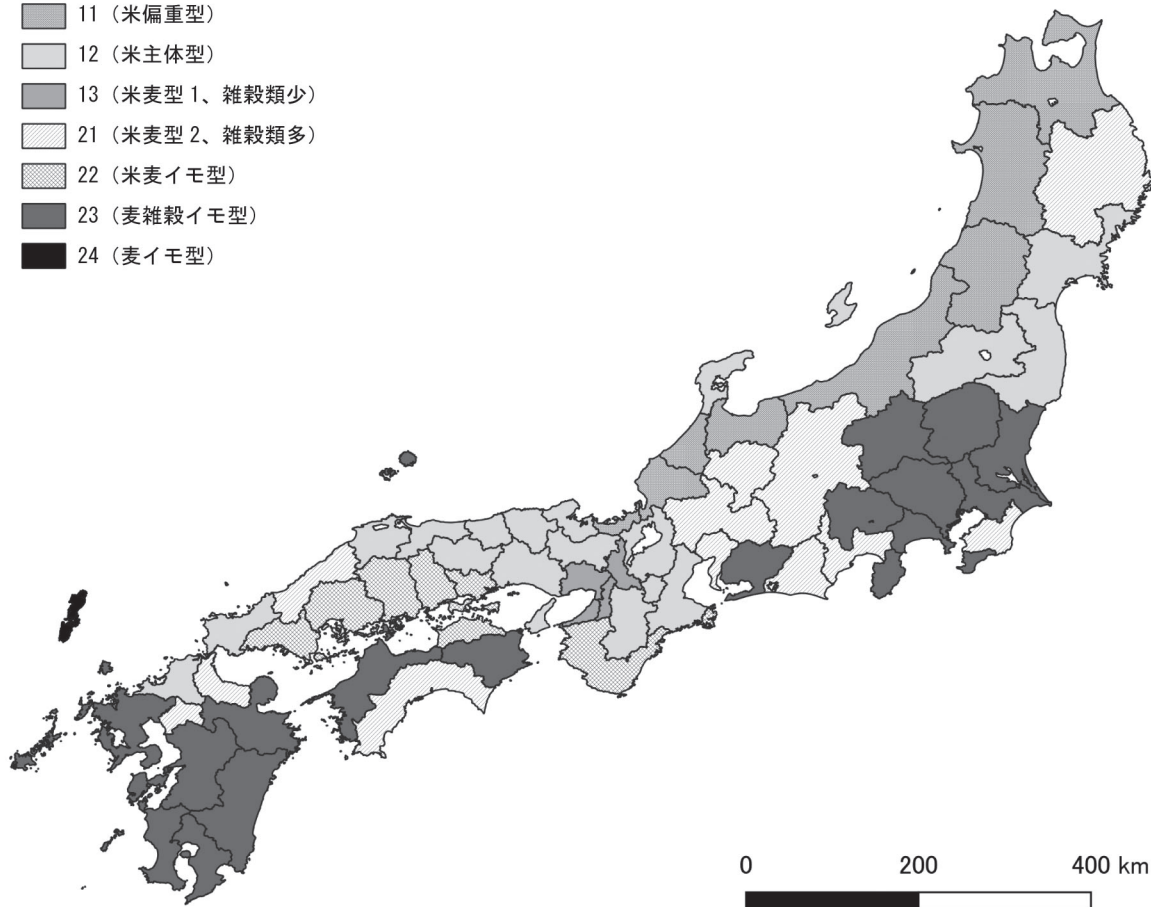 11（米偏重型）
12（米主体型）
13（米麦型 1、雑穀類少）
21（米麦型 2、雑穀類多）
22（米麦イモ型）
23（麦雑穀イモ型）
24（麦イモ型）
0 200 400 km